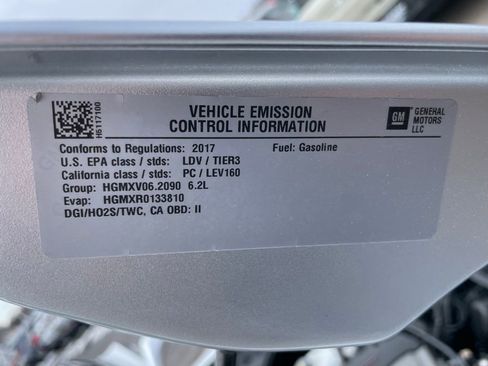 H6117100
VEHICLE EMISSION
CONTROL INFORMATION
GM
GENERAL
MOTORS
LLC
Conforms to Regulations: 2017
Fuel: Gasoline
U.S. EPA class / stds: LDV / TIER3
California class / stds: PC / LEV160
Group: HGMXV06.2090 6.2L
Evap: HGMXR0133810
DGI/HO2S/TWC, CA OBD: II